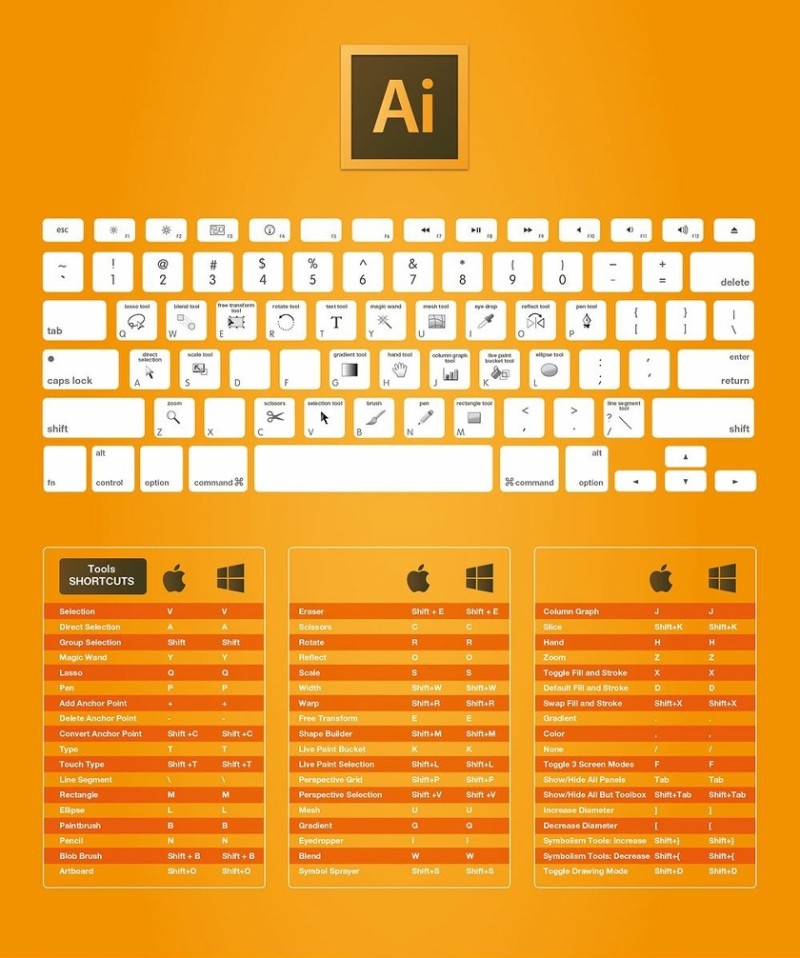 Ai
esc F1 F2 F3 F4 F5 F6 F7 F8 F9 F10 F11 F12
~ ! @ # $ % ^ & * ( ) – +
` 1 2 3 4 5 6 7 8 9 0 - = delete
lasso tool blend tool free transform tool rotate tool text tool magic wand mesh tool eye drop reflect tool pen tool { } |
tab Q W E R T Y U I O P [ ] \
direct selection scale tool gradient tool hand tool column graph tool live paint bucket tool ellipse tool : " enter
caps lock A S D F G H J K L ; ' return
zoom scissors selection tool brush pen rectangle tool < > line segment tool ?
shift Z X C V B N M , . / shift
alt alt
fn control option command ⌘ ⌘ command option
Tools
SHORTCUTS
Selection V V
Direct Selection A A
Group Selection Shift Shift
Magic Wand Y Y
Lasso Q Q
Pen P P
Add Anchor Point + +
Delete Anchor Point - -
Convert Anchor Point Shift +C Shift +C
Type T T
Touch Type Shift +T Shift +T
Line Segment \ \
Rectangle M M
Ellipse L L
Paintbrush B B
Pencil N N
Blob Brush Shift + B Shift + B
Artboard Shift+O Shift+O
Eraser Shift + E Shift + E
Scissors C C
Rotate R R
Reflect O O
Scale S S
Width Shift+W Shift+W
Warp Shift+R Shift+R
Free Transform E E
Shape Builder Shift+M Shift+M
Live Paint Bucket K K
Live Paint Selection Shift+L Shift+L
Perspective Grid Shift+P Shift+P
Perspective Selection Shift +V Shift +V
Mesh U U
Gradient G G
Eyedropper I I
Blend W W
Symbol Sprayer Shift+S Shift+S
Column Graph J J
Slice Shift+K Shift+K
Hand H H
Zoom Z Z
Toggle Fill and Stroke X X
Default Fill and Stroke D D
Swap Fill and Stroke Shift+X Shift+X
Gradient . .
Color , ,
None / /
Toggle 3 Screen Modes F F
Show/Hide All Panels Tab Tab
Show/Hide All But Toolbox Shift+Tab Shift+Tab
Increase Diameter ] ]
Decrease Diameter [ [
Symbolism Tools: Increase Shift+} Shift+}
Symbolism Tools: Decrease Shift+{ Shift+{
Toggle Drawing Mode Shift+D Shift+D